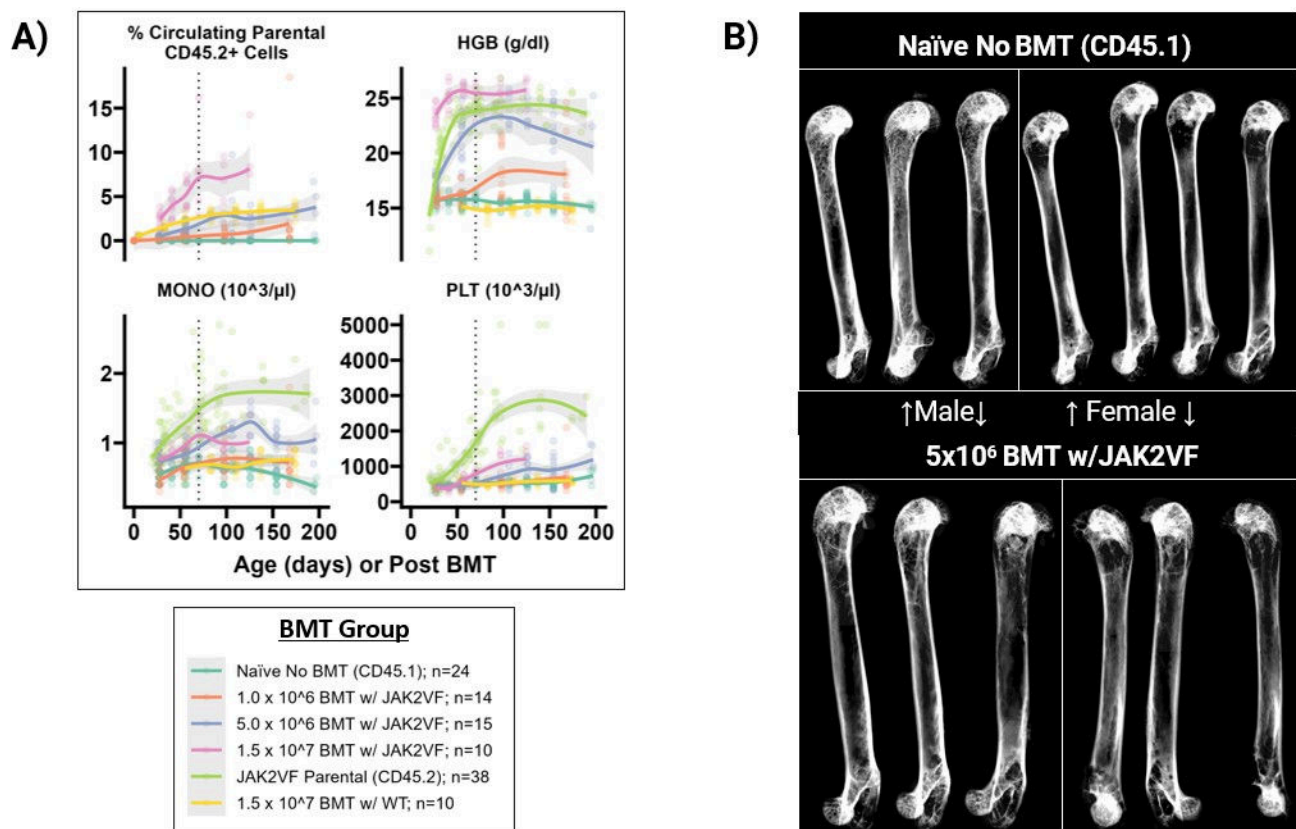 A)
% Circulating Parental
CD45.2+ Cells
15
10
5
0
HGB (g/dl)
25
20
15
MONO (10^3/µl)
2
1
0 50 100 150 200
PLT (10^3/µl)
5000
4000
3000
2000
1000
0
0 50 100 150 200
Age (days) or Post BMT
BMT Group
Naïve No BMT (CD45.1); n=24
1.0 x 10^6 BMT w/ JAK2VF; n=14
5.0 x 10^6 BMT w/ JAK2VF; n=15
1.5 x 10^7 BMT w/ JAK2VF; n=10
JAK2VF Parental (CD45.2); n=38
1.5 x 10^7 BMT w/ WT; n=10
B)
Naïve No BMT (CD45.1)
↑Male↓ ↑ Female ↓
5x10⁶ BMT w/JAK2VF